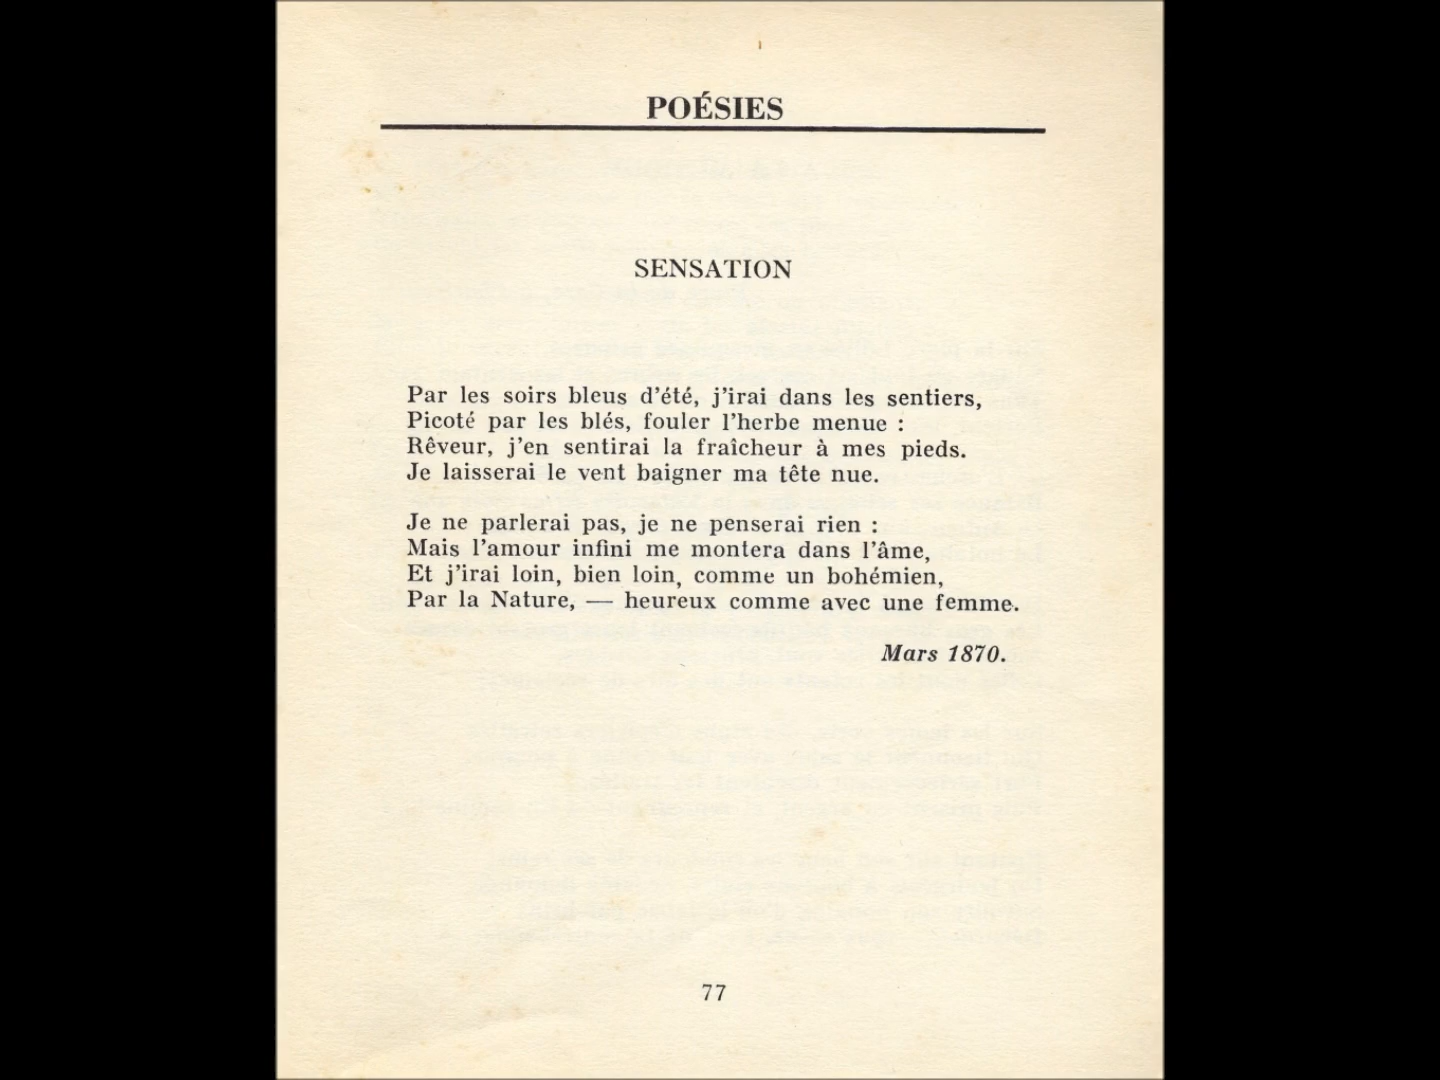 POÉSIES
SENSATION
Par les soirs bleus d'été, j'irai dans les sentiers,
Picoté par les blés, fouler l'herbe menue :
Rêveur, j'en sentirai la fraîcheur à mes pieds.
Je laisserai le vent baigner ma tête nue.
Je ne parlerai pas, je ne penserai rien :
Mais l'amour infini me montera dans l'âme,
Et j'irai loin, bien loin, comme un bohémien,
Par la Nature, — heureux comme avec une femme.
Mars 1870.
77